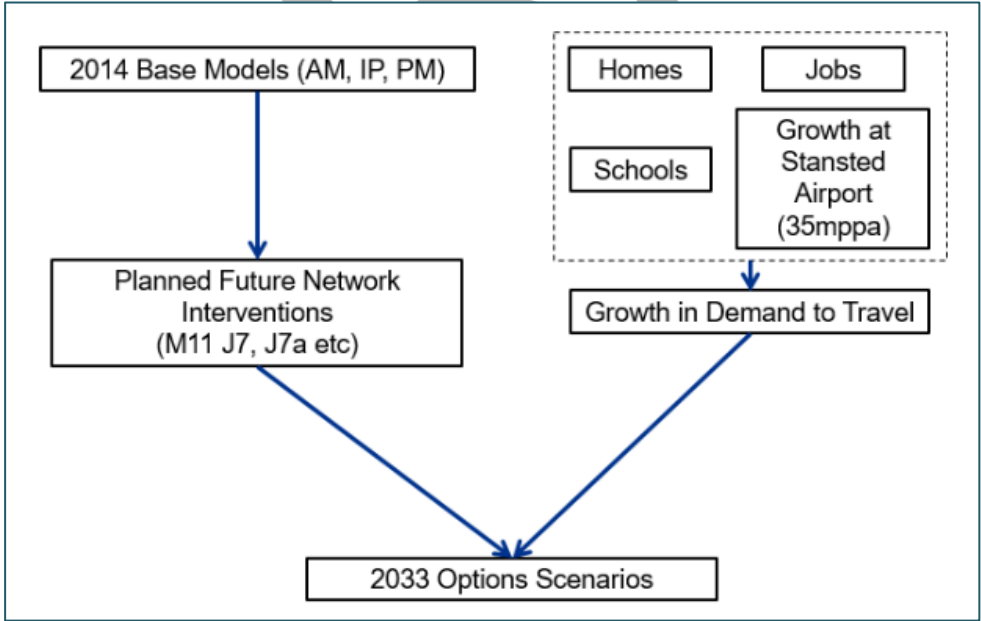 2014 Base Models (AM, IP, PM)
Homes
Jobs
Schools
Growth at
Stansted
Airport
(35mppa)
Planned Future Network
Interventions
(M11 J7, J7a etc)
Growth in Demand to Travel
2033 Options Scenarios